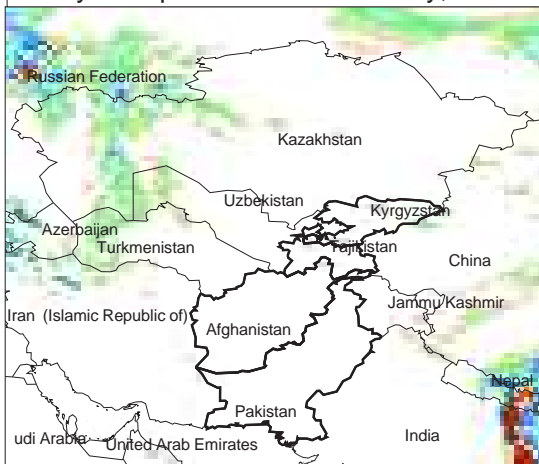 Russian Federation
Kazakhstan
Uzbekistan
Kyrgyzstan
Azerbaijan
Turkmenistan
Tajikistan
China
Jammu Kashmir
Iran (Islamic Republic of)
Afghanistan
Nepal
Pakistan
udi Arabia
United Arab Emirates
India